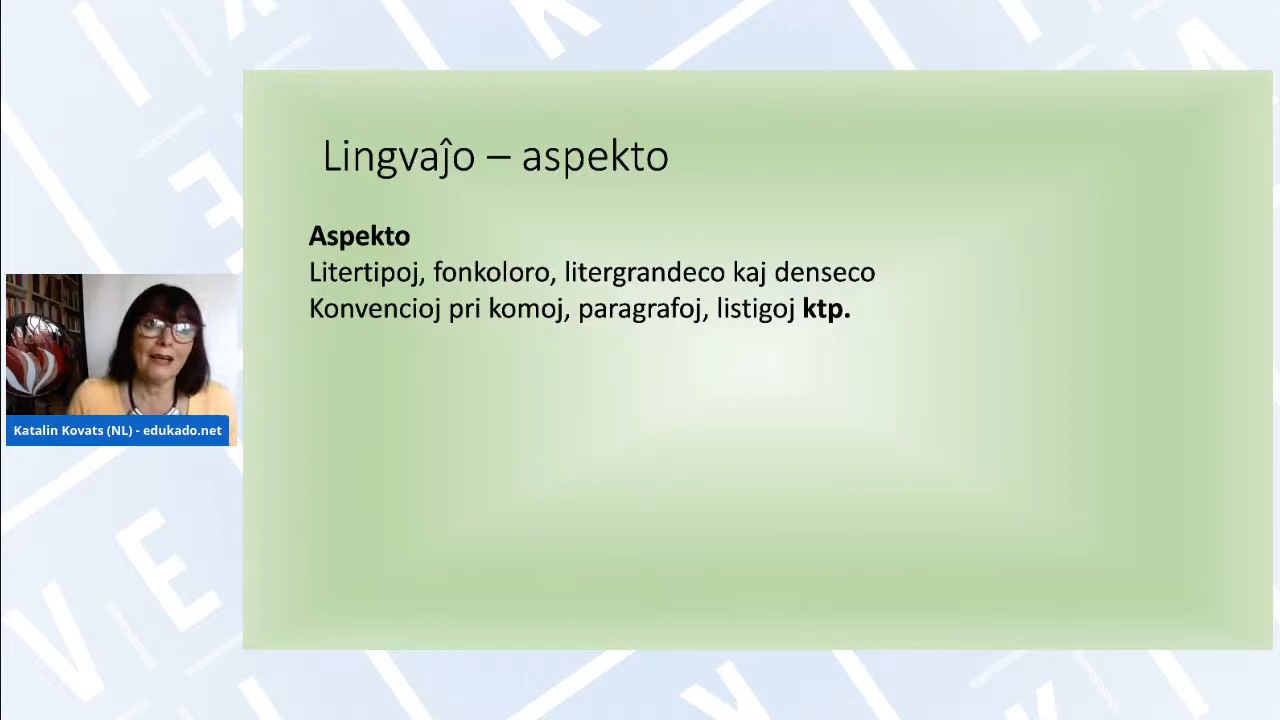 Lingvaĵo – aspekto
Aspekto
Litertipoj, fonkoloro, litergrandeco kaj denseco
Konvencioj pri komoj, paragrafoj, listigoj ktp.
Katalin Kovats (NL) - edukado.net